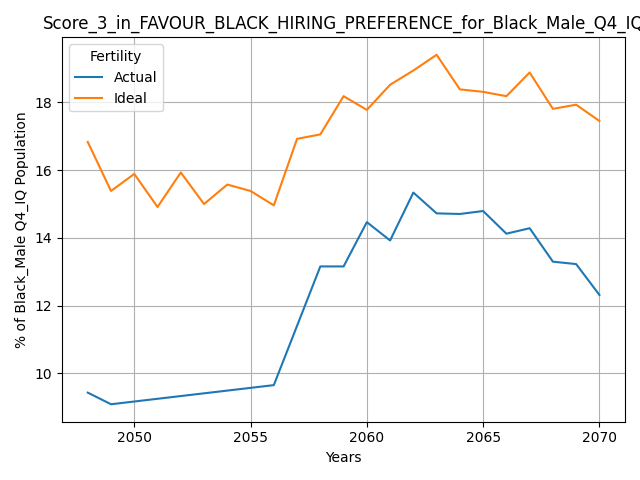 Score_3_in_FAVOUR_BLACK_HIRING_PREFERENCE_for_Black_Male_Q4_IQ
Fertility
Actual
Ideal
% of Black_Male Q4_IQ Population
18
16
14
12
10
2050 2055 2060 2065 2070
Years